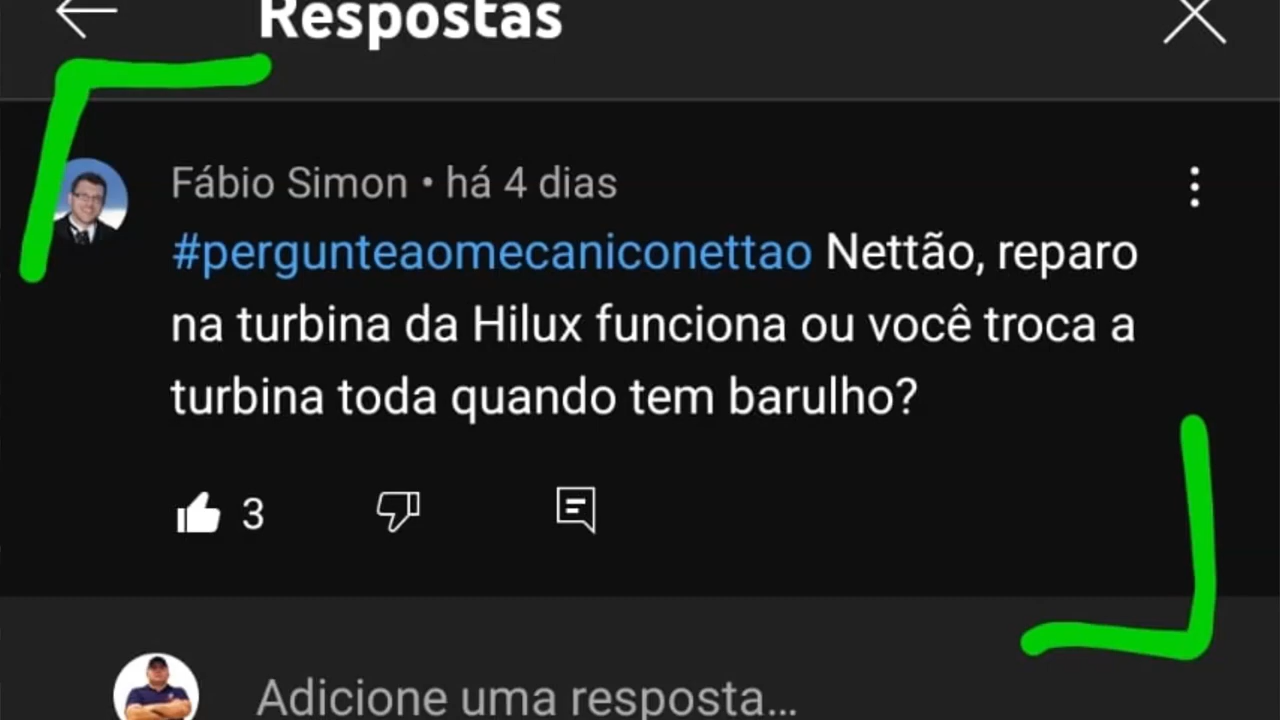 Respostas
Fábio Simon • há 4 dias
#pergunteaomecaniconettao Nettão, reparo
na turbina da Hilux funciona ou você troca a
turbina toda quando tem barulho?
3
Adicione uma resposta...